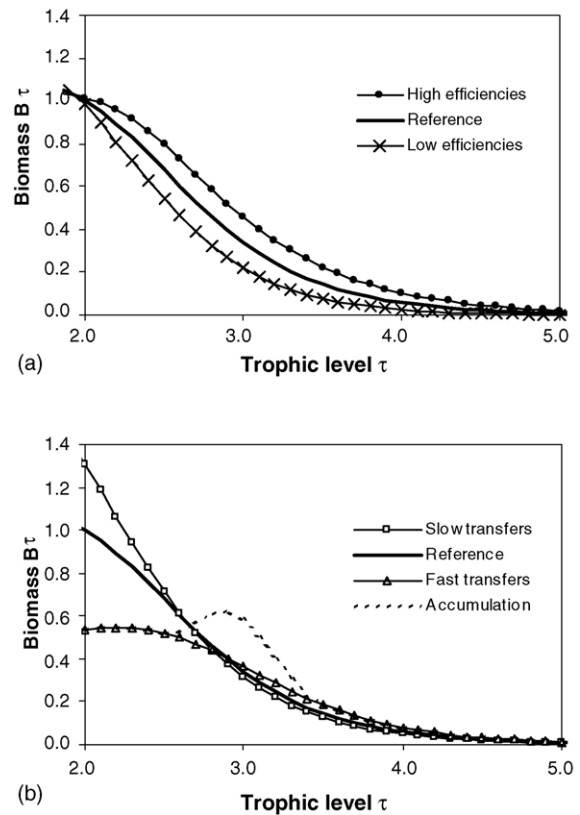 1.4
1.2
1.0
0.8
0.6
0.4
0.2
0.0
Biomass B τ
High efficiencies
Reference
Low efficiencies
2.0 3.0 4.0 5.0
Trophic level τ
(a)
1.4
1.2
1.0
0.8
0.6
0.4
0.2
0.0
Biomass Bτ
Slow transfers
Reference
Fast transfers
Accumulation
2.0 3.0 4.0 5.0
Trophic level τ
(b)